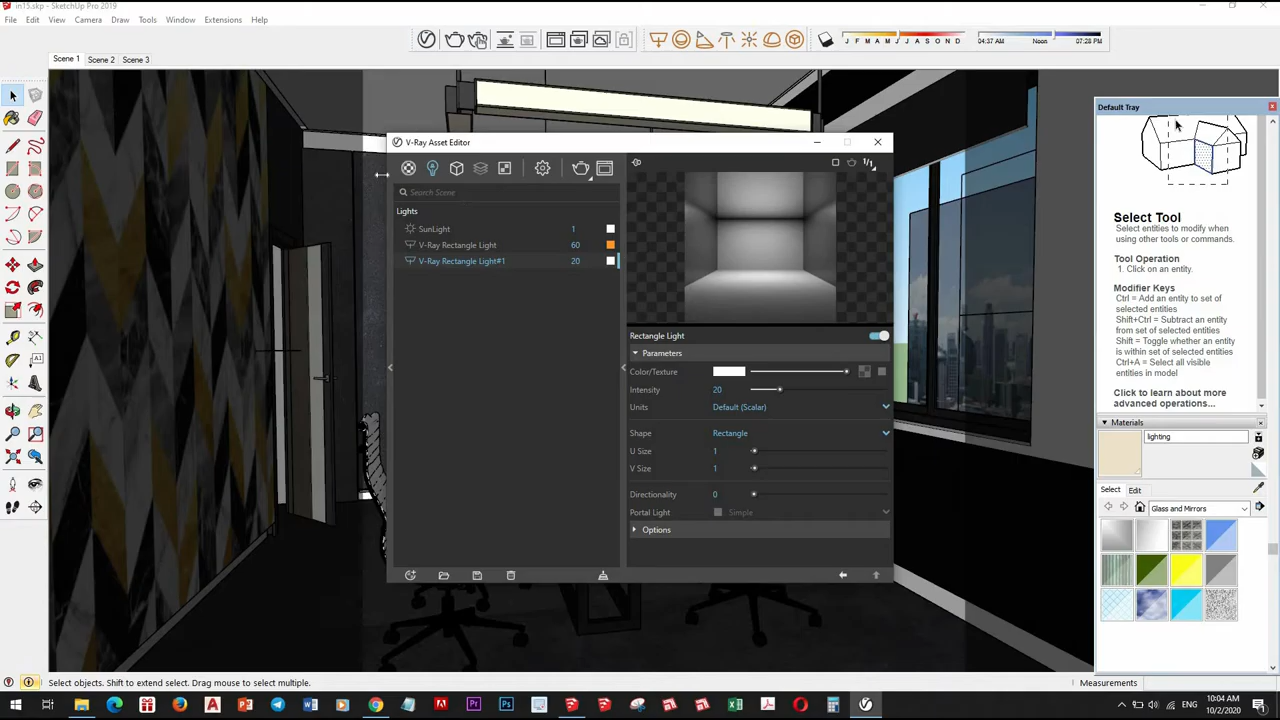 in15.skp - SketchUp Pro 2019
File Edit View Camera Draw Tools Window Extensions Help
J F M A M J J A S O N D
04:37 AM Noon 07:28 PM
Scene 1 Scene 2 Scene 3
Default Tray
V-Ray Asset Editor
Search Scene
Lights
SunLight 1
V-Ray Rectangle Light 60
V-Ray Rectangle Light#1 20
Rectangle Light
Parameters
Color/Texture
Intensity 20
Units Default (Scalar)
Shape Rectangle
U Size 1
V Size 1
Directionality 0
Portal Light Simple
Options
Select Tool
Select entities to modify when
using other tools or commands.
Tool Operation
1. Click on an entity.
Modifier Keys
Ctrl = Add an entity to set of
selected entities
Shift+Ctrl = Subtract an entity
from set of selected entities
Shift = Toggle whether an entity
is within set of selected entities
Ctrl+A = Select all visible
entities in model
Click to learn about more
advanced operations...
Materials
lighting
Select Edit
Glass and Mirrors
Select objects. Shift to extend select. Drag mouse to select multiple.
Measurements
ENG
10:04 AM
10/2/2020